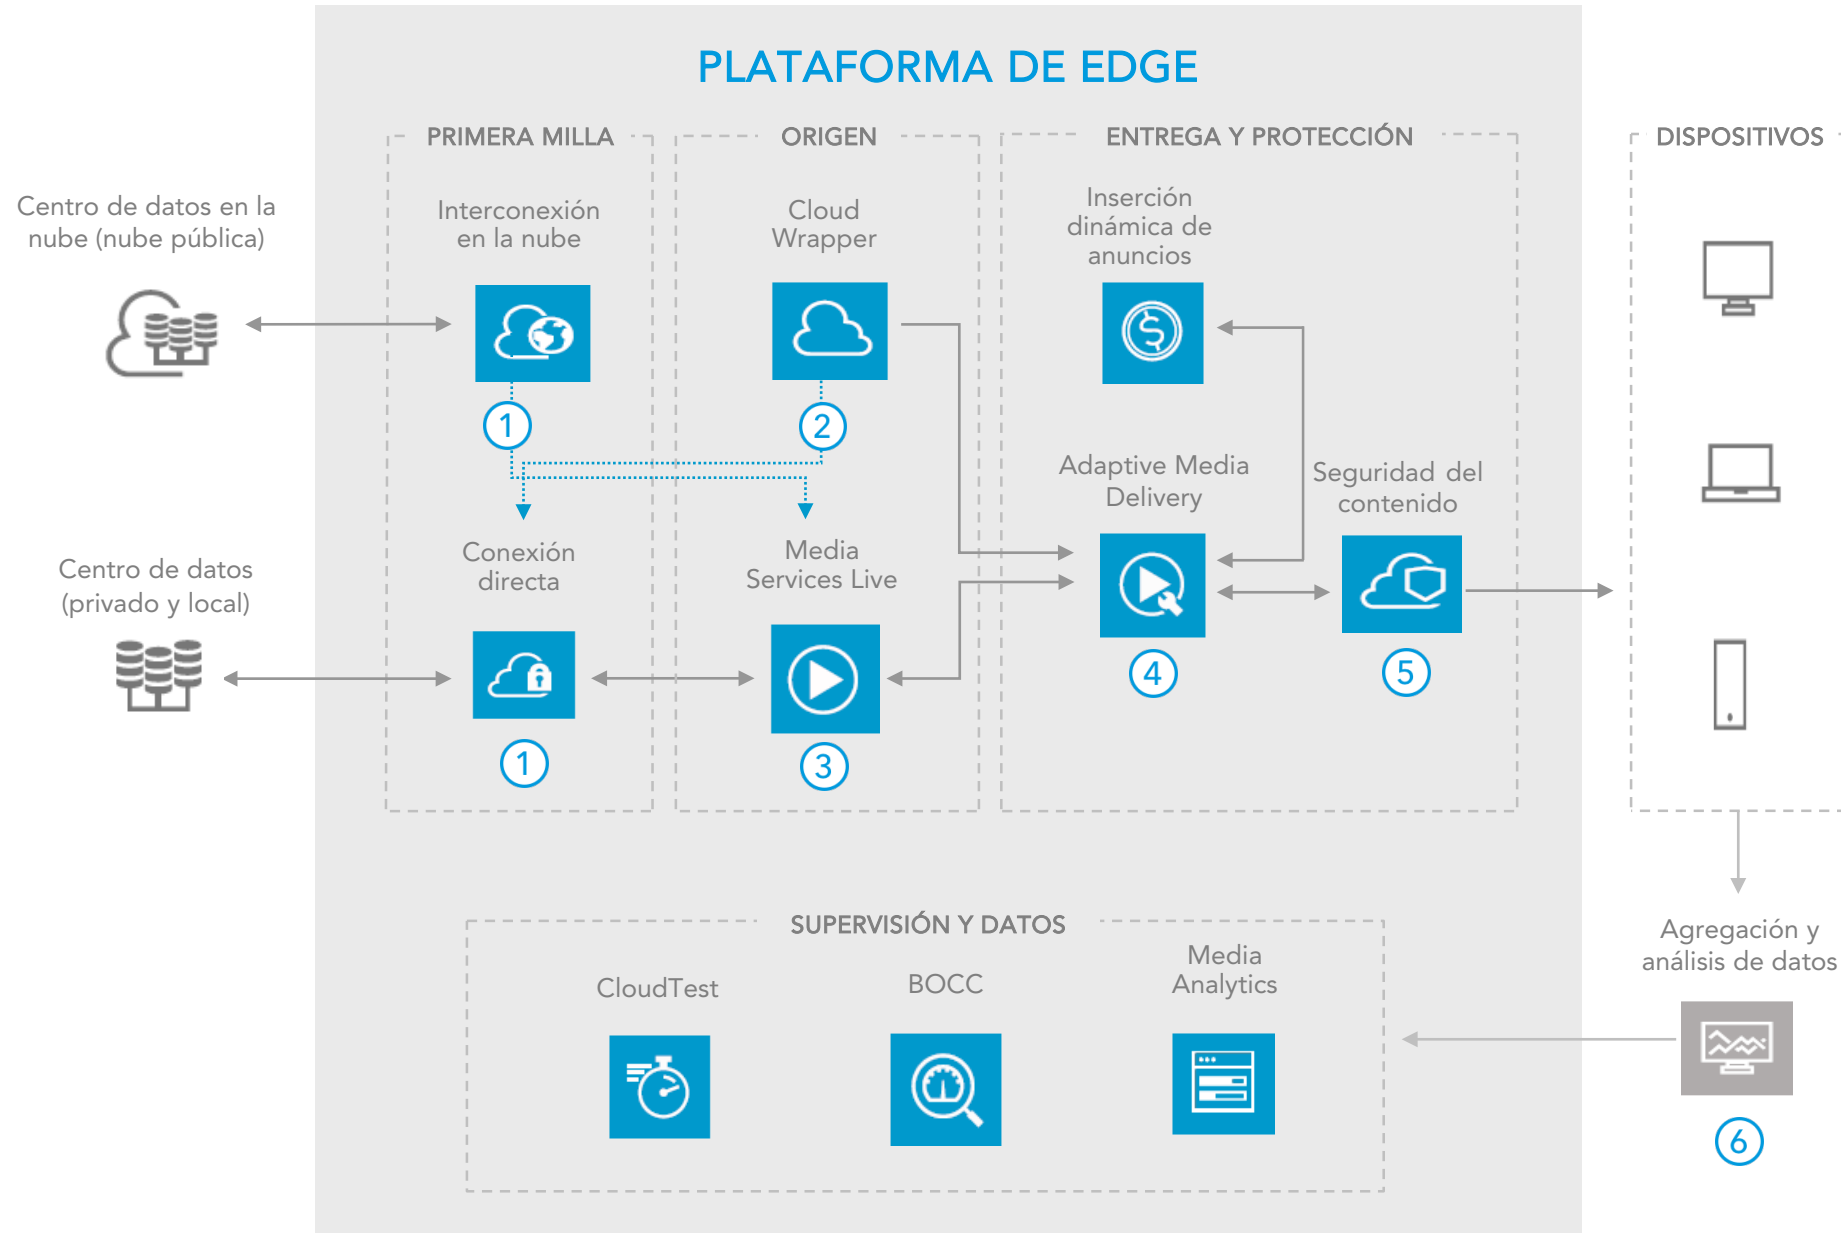 PLATAFORMA DE EDGE
PRIMERA MILLA
ORIGEN
ENTREGA Y PROTECCIÓN
DISPOSITIVOS
Centro de datos en la
nube (nube pública)
Interconexión
en la nube
Cloud
Wrapper
Inserción
dinámica de
anuncios
1
2
Adaptive Media
Delivery
Seguridad del
contenido
Centro de datos
(privado y local)
Conexión
directa
Media
Services Live
4
5
1
3
SUPERVISIÓN Y DATOS
CloudTest
BOCC
Media
Analytics
Agregación y
análisis de datos
6